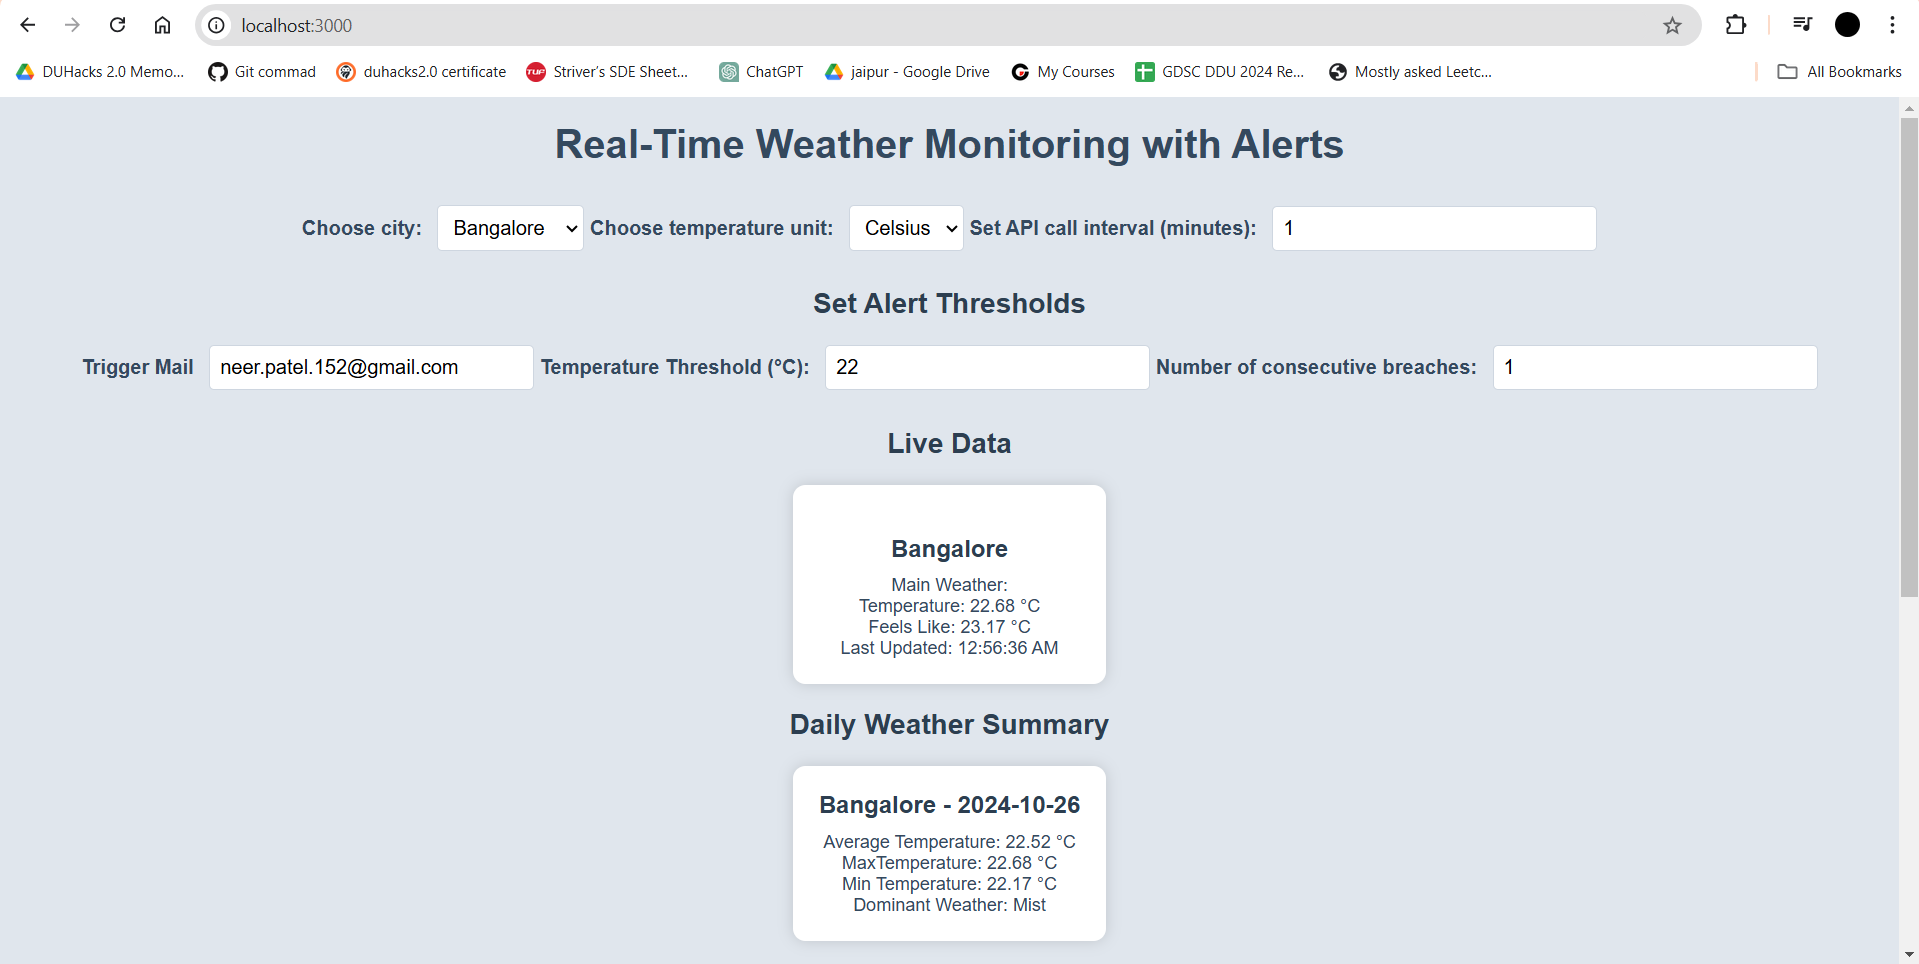 localhost:3000
DUHacks 2.0 Memo... Git commad duhacks2.0 certificate TUF Striver's SDE Sheet... ChatGPT jaipur - Google Drive My Courses GDSC DDU 2024 Re... Mostly asked Leetc... All Bookmarks
Real-Time Weather Monitoring with Alerts
Choose city: Bangalore Choose temperature unit: Celsius Set API call interval (minutes): 1
Set Alert Thresholds
Trigger Mail neer.patel.152@gmail.com Temperature Threshold (°C): 22 Number of consecutive breaches: 1
Live Data
Bangalore
Main Weather:
Temperature: 22.68 °C
Feels Like: 23.17 °C
Last Updated: 12:56:36 AM
Daily Weather Summary
Bangalore - 2024-10-26
Average Temperature: 22.52 °C
MaxTemperature: 22.68 °C
Min Temperature: 22.17 °C
Dominant Weather: Mist